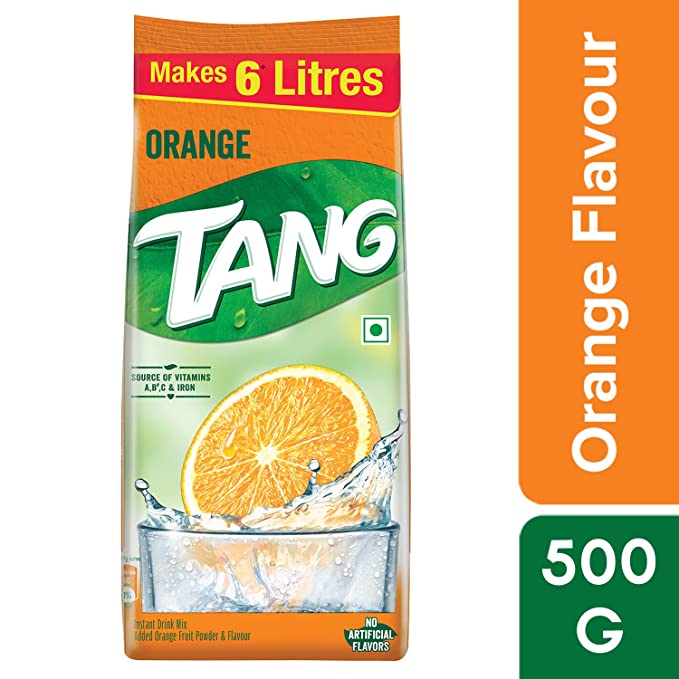 Makes 6* Litres
ORANGE
TANG
SOURCE OF VITAMINS
A,B#,C & IRON
Instant Drink Mix
Added Orange Fruit Powder & Flavour
NO
ARTIFICIAL
FLAVORS
Orange Flavour
500
G